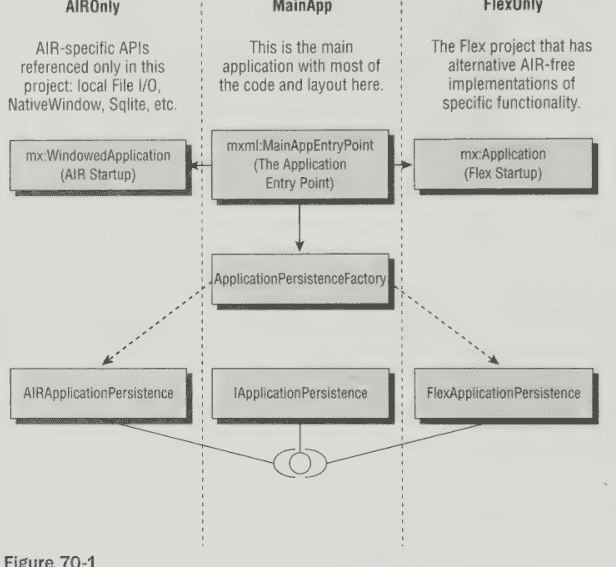 AIROnly
MainApp
FlexOnly
AIR-specific APIs
referenced only in this
project: local File I/O,
NativeWindow, Sqlite, etc.
This is the main
application with most of
the code and layout here.
The Flex project that has
alternative AIR-free
implementations of
specific functionality.
mx:WindowedApplication
(AIR Startup)
mxml:MainAppEntryPoint
(The Application
Entry Point)
mx:Application
(Flex Startup)
ApplicationPersistenceFactory
AIRApplicationPersistence
IApplicationPersistence
FlexApplicationPersistence
Figure 70-1